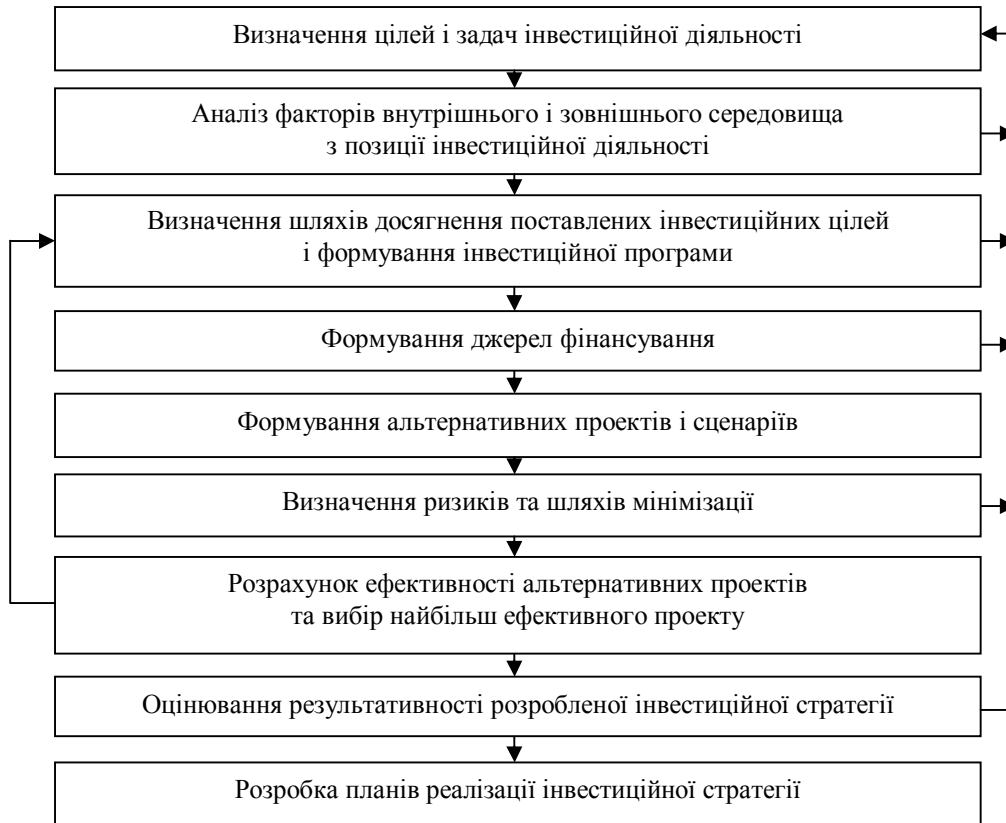 Визначення цілей і задач інвестиційної діяльності
Аналіз факторів внутрішнього і зовнішнього середовища
з позиції інвестиційної діяльності
Визначення шляхів досягнення поставлених інвестиційних цілей
і формування інвестиційної програми
Формування джерел фінансування
Формування альтернативних проектів і сценаріїв
Визначення ризиків та шляхів мінімізації
Розрахунок ефективності альтернативних проектів
та вибір найбільш ефективного проекту
Оцінювання результативності розробленої інвестиційної стратегії
Розробка планів реалізації інвестиційної стратегії